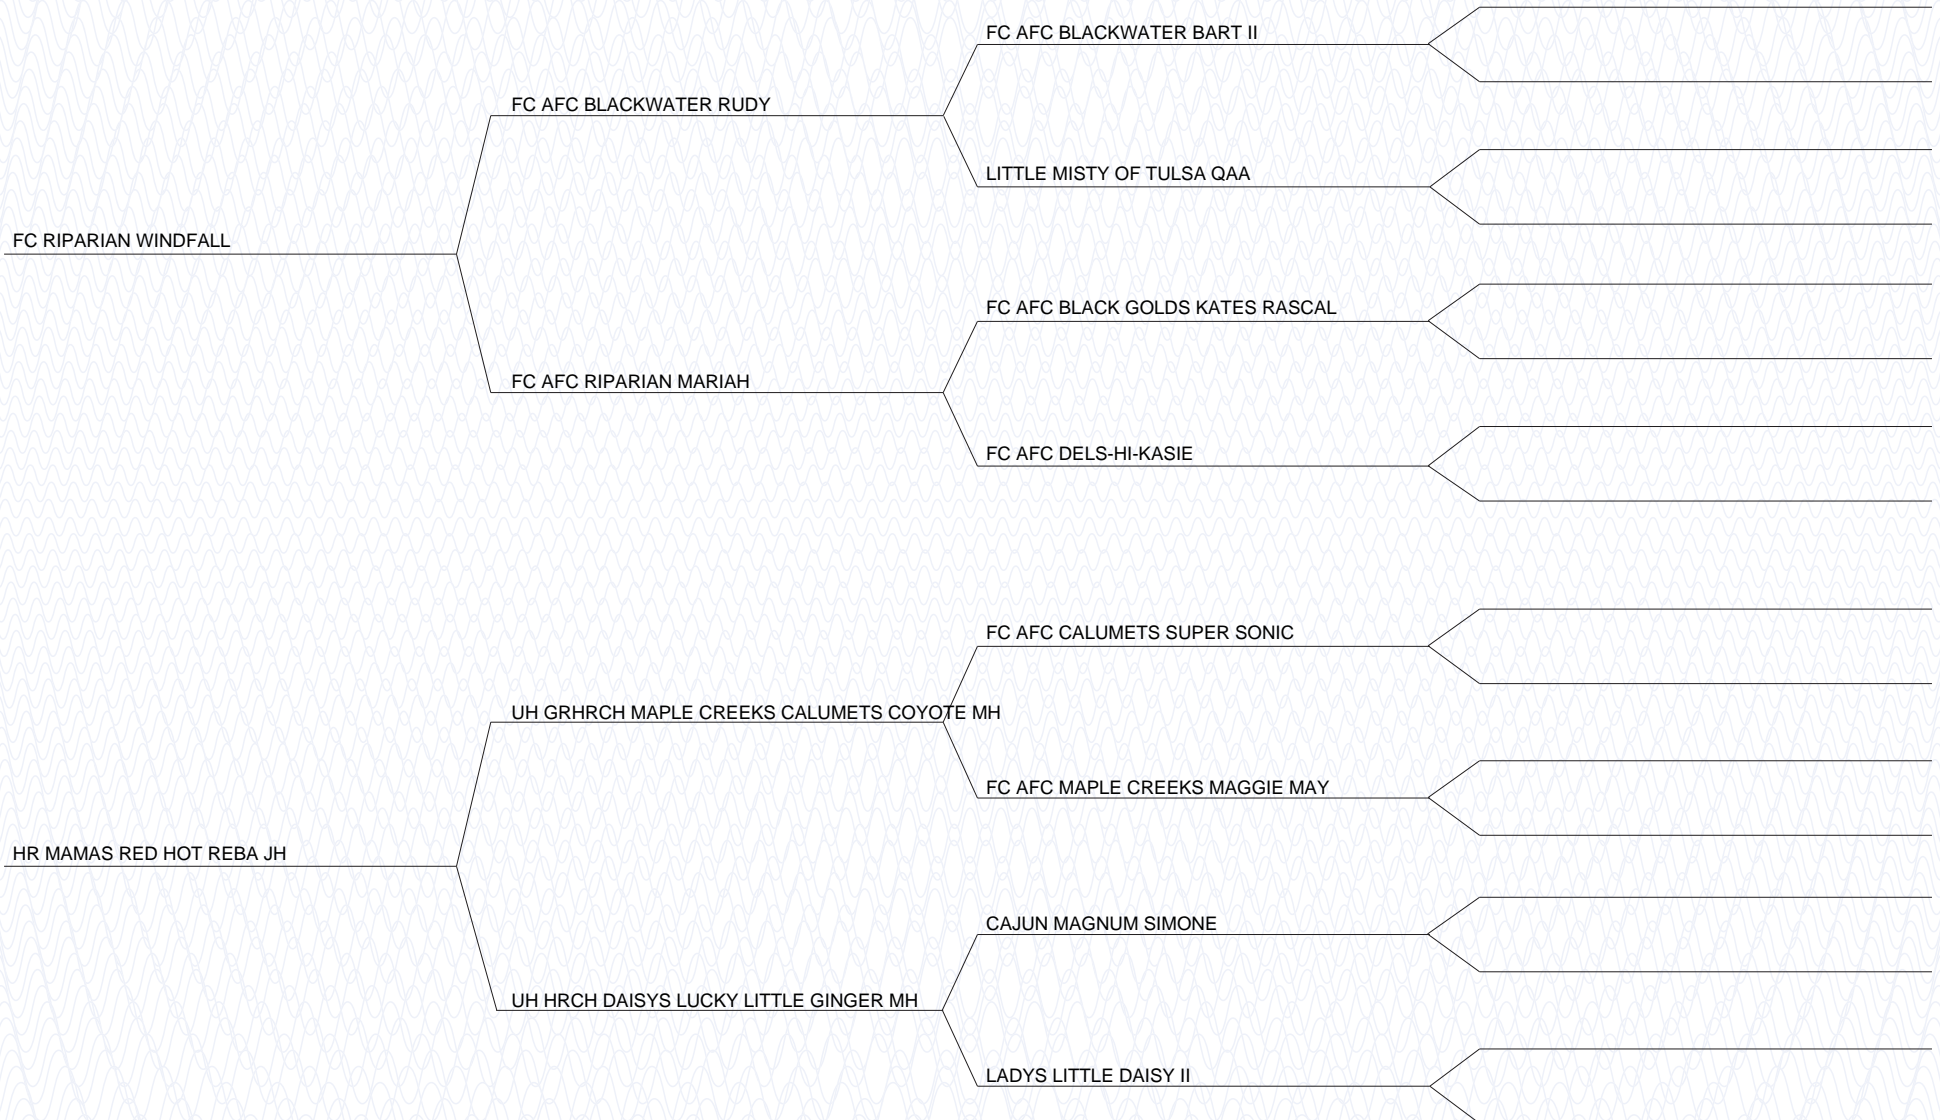 FC AFC BLACKWATER BART II
FC AFC BLACKWATER RUDY
LITTLE MISTY OF TULSA QAA
FC RIPARIAN WINDFALL
FC AFC BLACK GOLDS KATES RASCAL
FC AFC RIPARIAN MARIAH
FC AFC DELS-HI-KASIE
FC AFC CALUMETS SUPER SONIC
UH GRHRCH MAPLE CREEKS CALUMETS COYOTE MH
FC AFC MAPLE CREEKS MAGGIE MAY
HR MAMAS RED HOT REBA JH
CAJUN MAGNUM SIMONE
UH HRCH DAISYS LUCKY LITTLE GINGER MH
LADYS LITTLE DAISY II